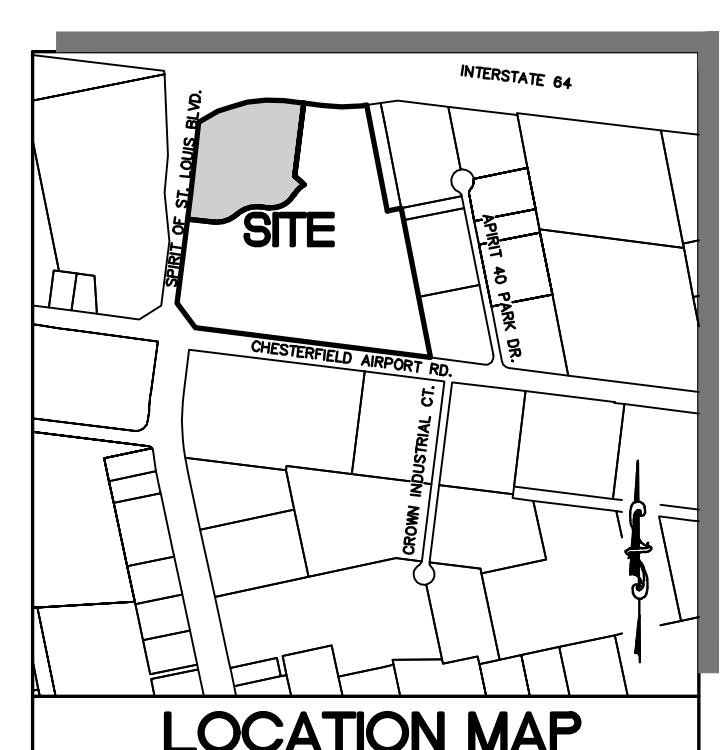 INTERSTATE 64
SPIRIT OF ST. LOUIS BLVD.
SITE
APIRIT 40 PARK DR.
CHESTERFIELD AIRPORT RD.
CROWN INDUSTRIAL CT.
LOCATION MAP